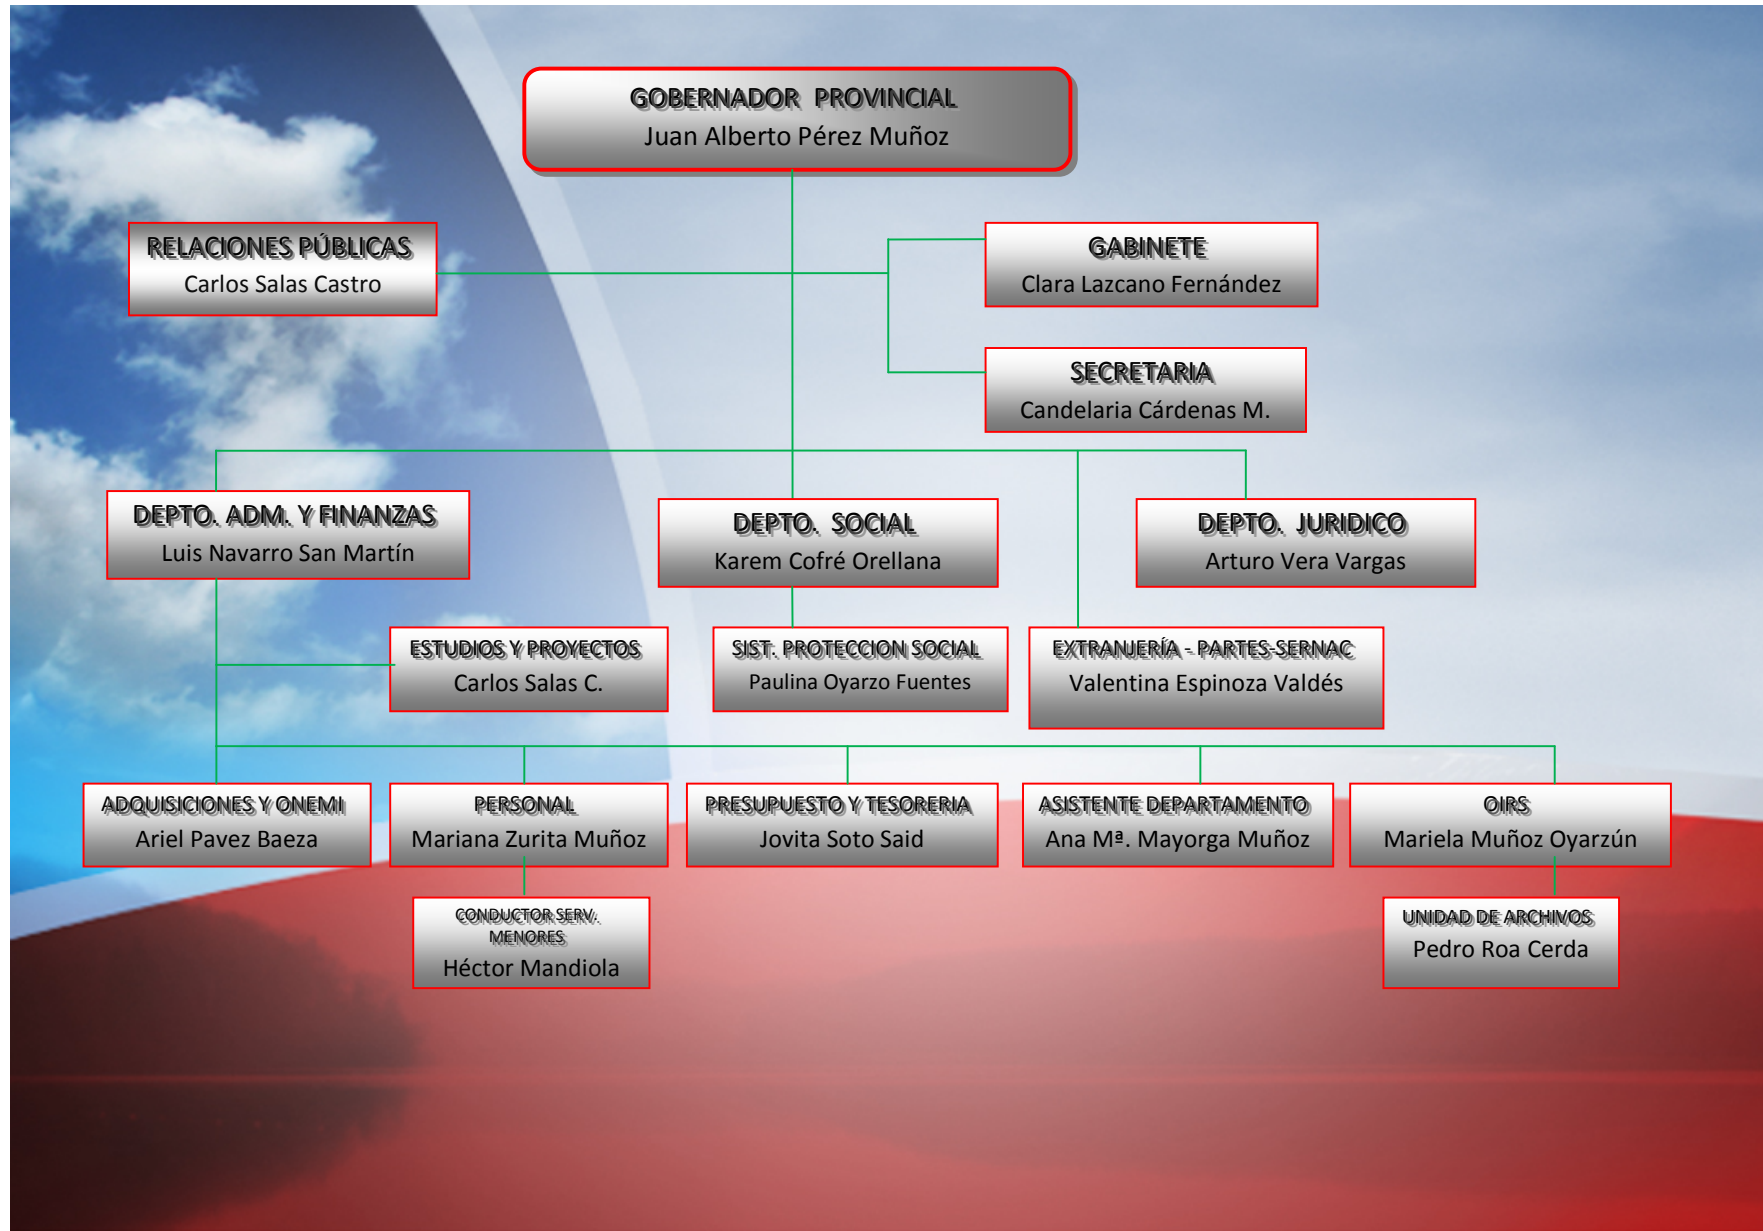 GOBERNADOR PROVINCIAL
Juan Alberto Pérez Muñoz
RELACIONES PÚBLICAS
Carlos Salas Castro
GABINETE
Clara Lazcano Fernández
SECRETARIA
Candelaria Cárdenas M.
DEPTO. ADM. Y FINANZAS
Luis Navarro San Martín
DEPTO. SOCIAL
Karem Cofré Orellana
DEPTO. JURIDICO
Arturo Vera Vargas
ESTUDIOS Y PROYECTOS
Carlos Salas C.
SIST. PROTECCION SOCIAL
Paulina Oyarzo Fuentes
EXTRANJERÍA - PARTES-SERNAC
Valentina Espinoza Valdés
ADQUISICIONES Y ONEMI
Ariel Pavez Baeza
PERSONAL
Mariana Zurita Muñoz
PRESUPUESTO Y TESORERIA
Jovita Soto Said
ASISTENTE DEPARTAMENTO
Ana Mª. Mayorga Muñoz
OIRS
Mariela Muñoz Oyarzún
CONDUCTOR SERV.
MENORES
Héctor Mandiola
UNIDAD DE ARCHIVOS
Pedro Roa Cerda